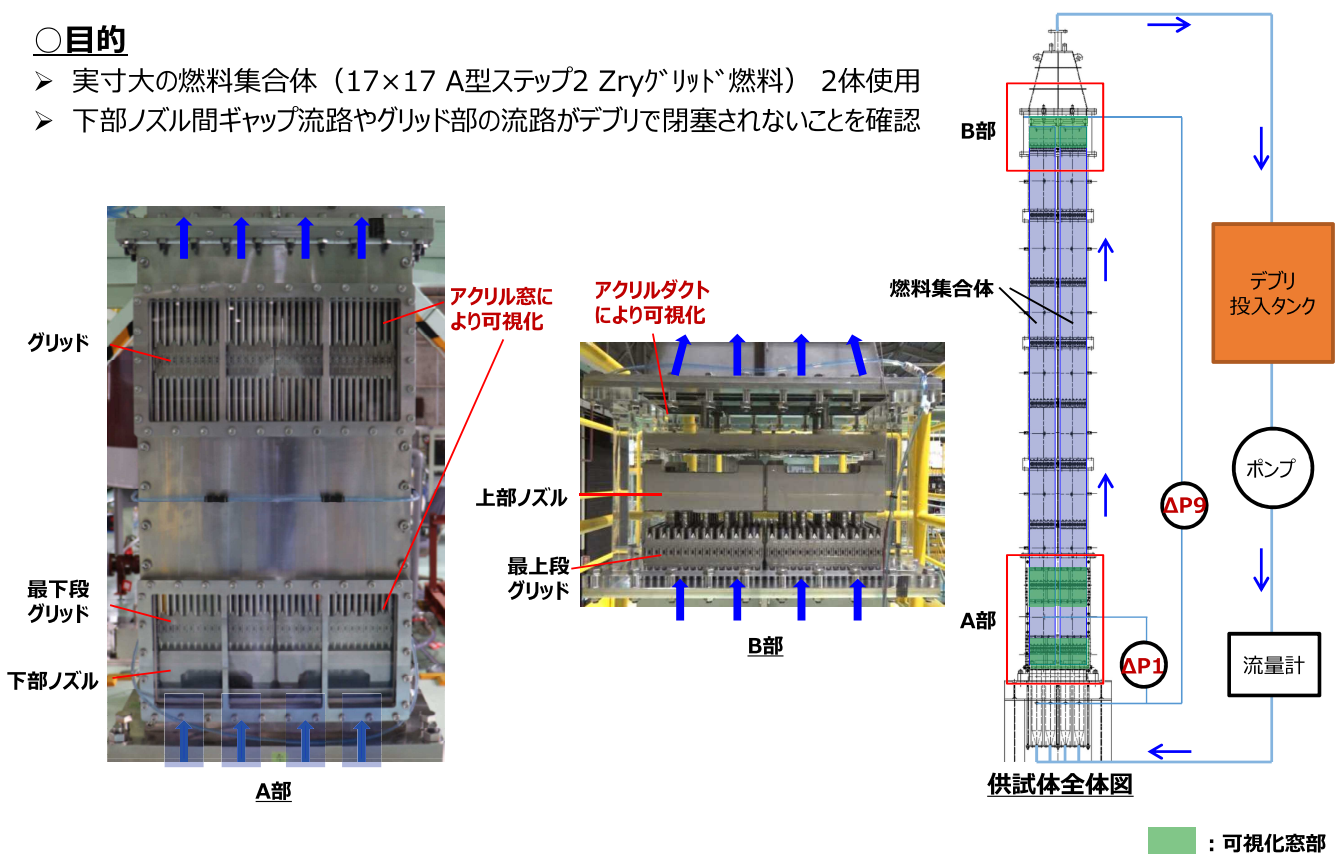 ○目的
➤ 実寸大の燃料集合体（17×17 A型ステップ2 Zryｸﾞﾘｯﾄﾞ燃料） 2体使用
➤ 下部ノズル間ギャップ流路やグリッド部の流路がデブリで閉塞されないことを確認
グリッド
アクリル窓に
より可視化
最下段
グリッド
下部ノズル
A部
アクリルダクト
により可視化
上部ノズル
最上段
グリッド
B部
B部
燃料集合体
A部
ΔP9
ΔP1
デブリ
投入タンク
ポンプ
流量計
供試体全体図
：可視化窓部